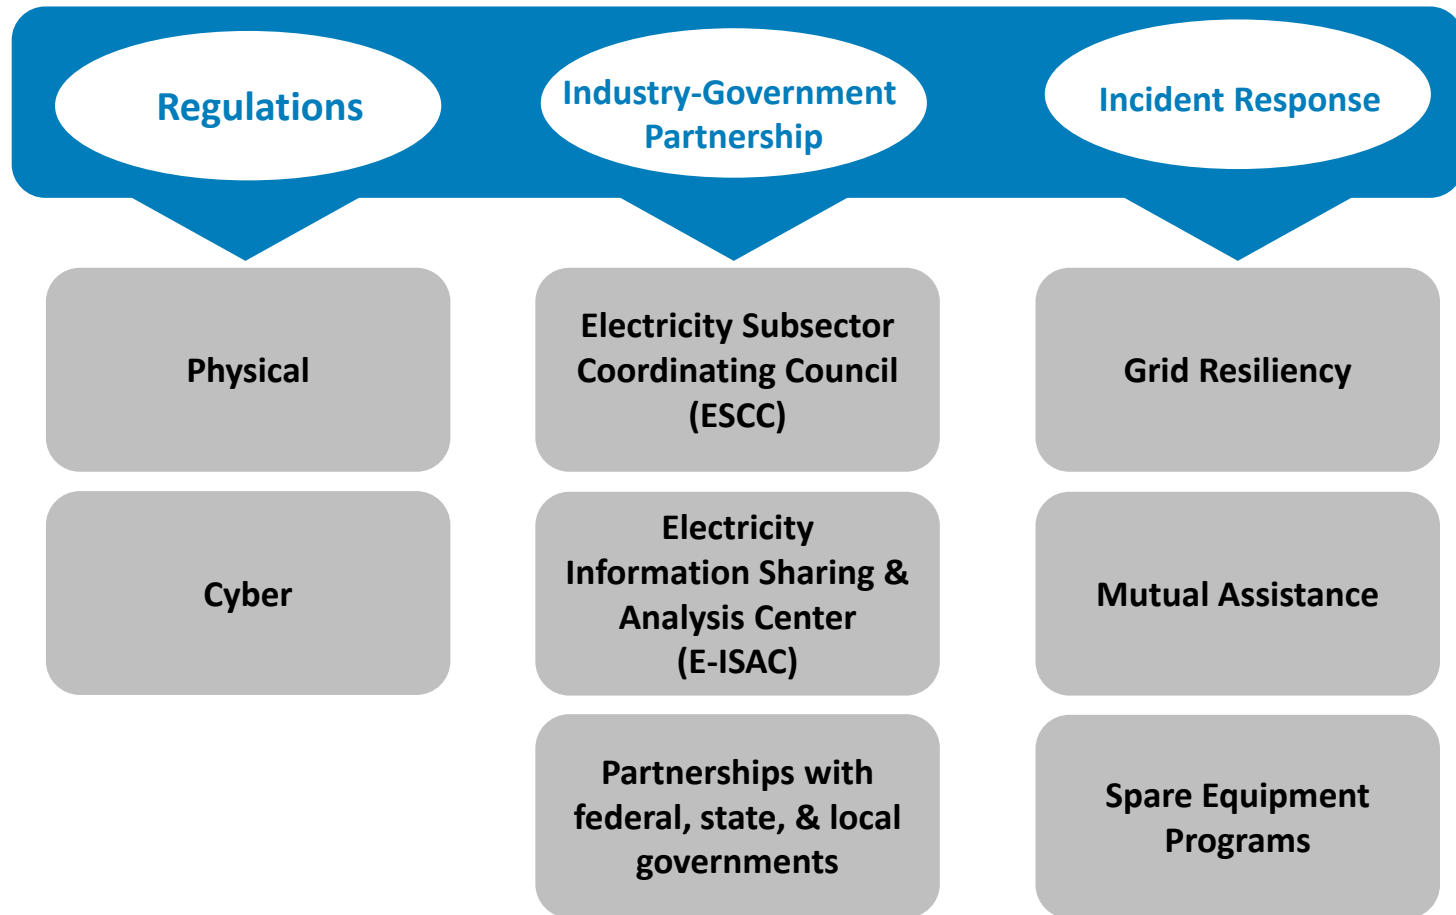 Regulations
Industry-Government
Partnership
Incident Response
Physical
Cyber
Electricity Subsector
Coordinating Council
(ESCC)
Electricity
Information Sharing &
Analysis Center
(E-ISAC)
Partnerships with
federal, state, & local
governments
Grid Resiliency
Mutual Assistance
Spare Equipment
Programs